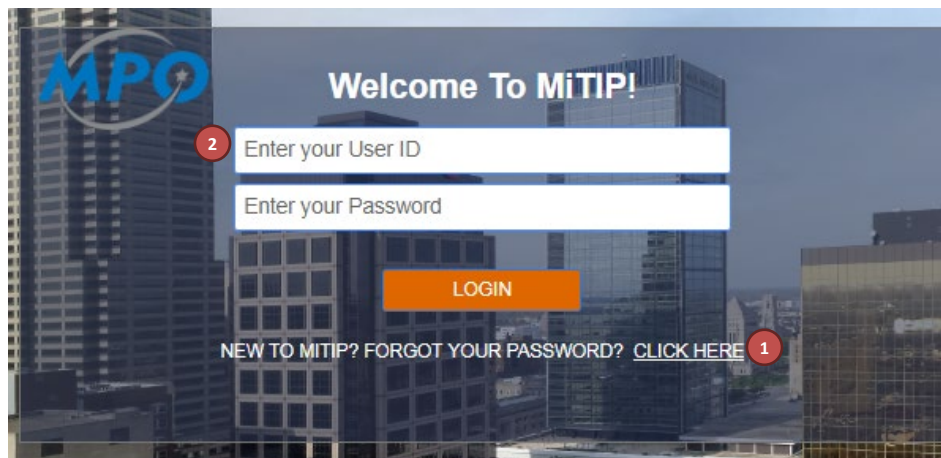 MPO
Welcome To MiTIP!
2
Enter your User ID
Enter your Password
LOGIN
NEW TO MITIP? FORGOT YOUR PASSWORD? CLICK HERE
1